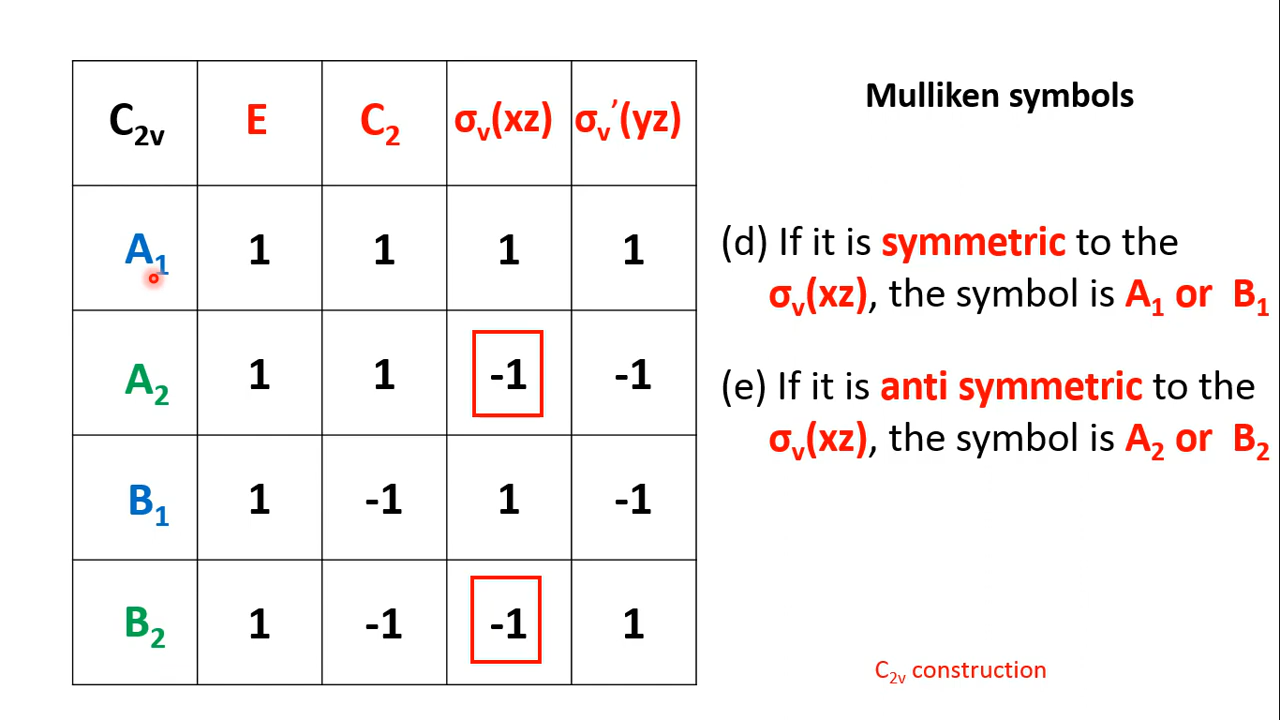 C₂ᵥ E C₂ σᵥ(xz) σᵥ’(yz)
A₁ 1 1 1 1
A₂ 1 1 -1 -1
B₁ 1 -1 1 -1
B₂ 1 -1 -1 1
Mulliken symbols
(d) If it is symmetric to the
σᵥ(xz), the symbol is A₁ or B₁
(e) If it is anti symmetric to the
σᵥ(xz), the symbol is A₂ or B₂
C₂ᵥ construction